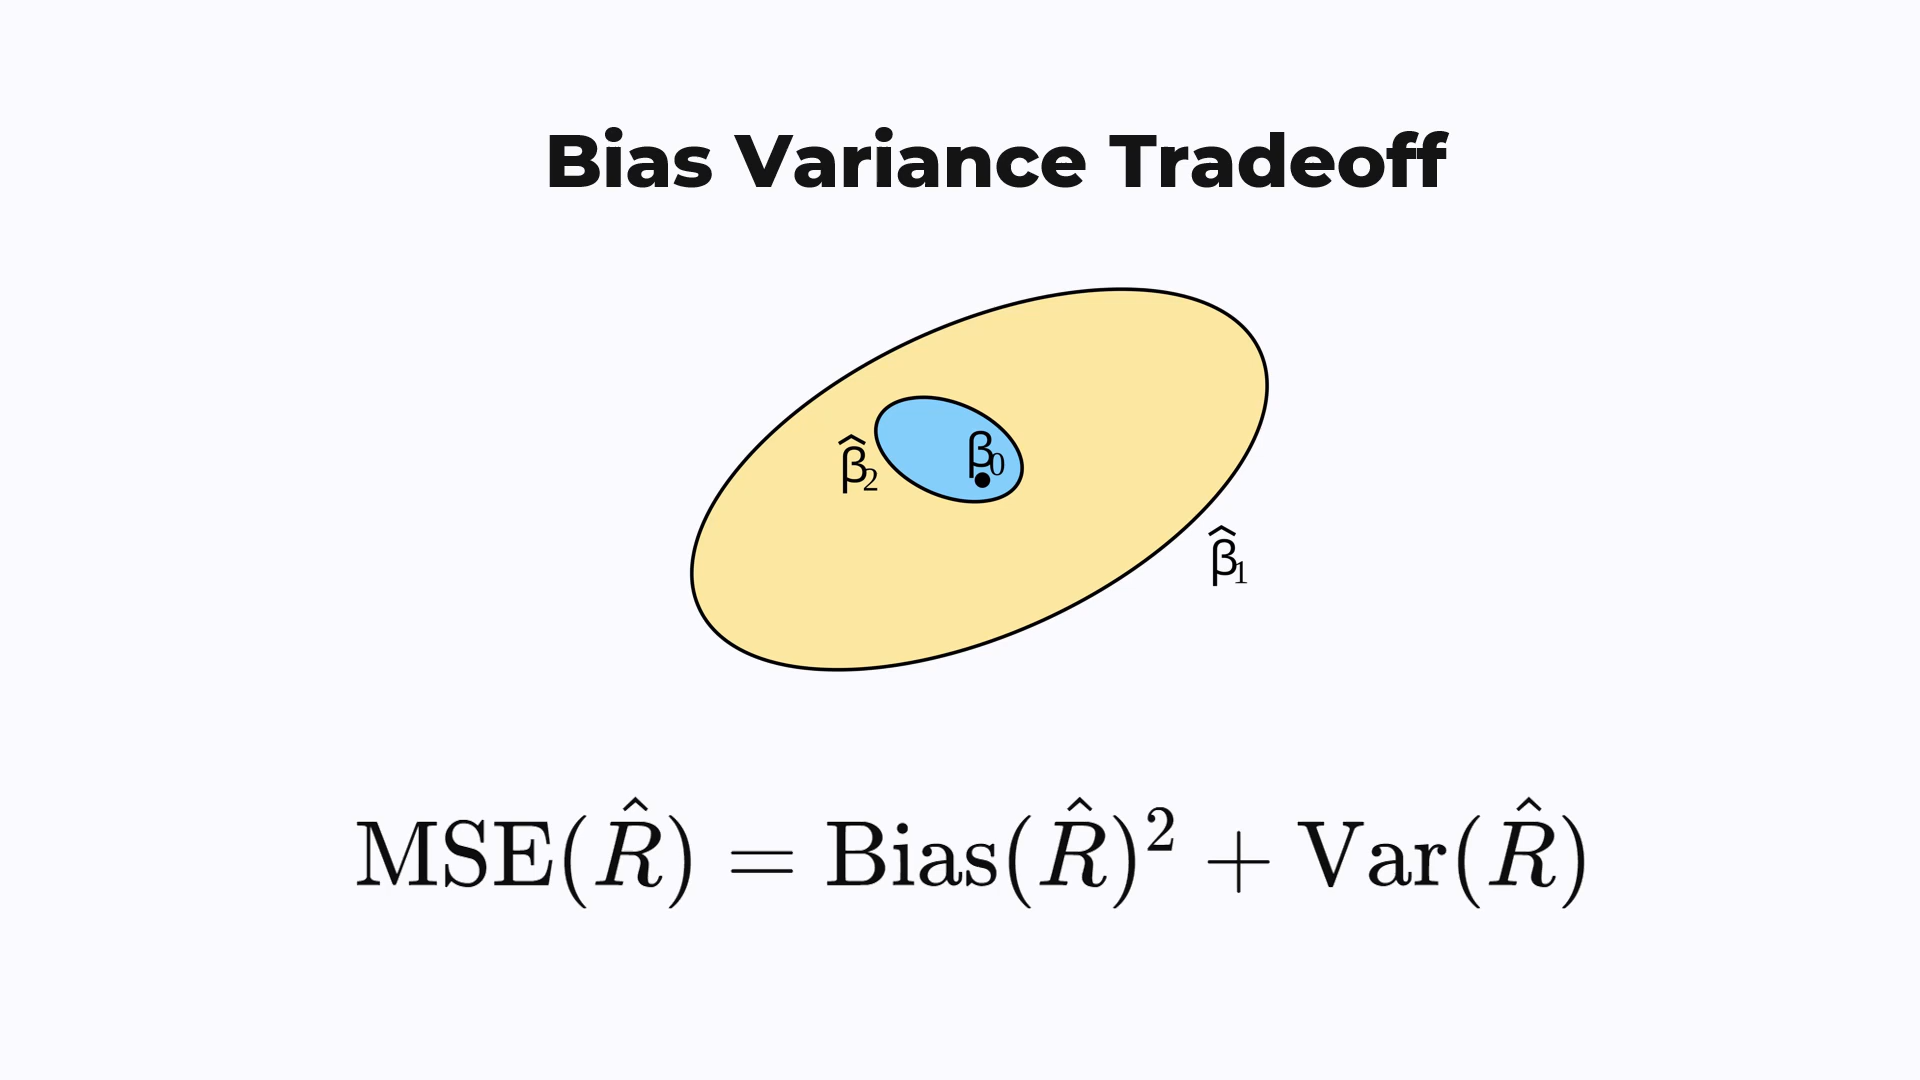 Bias Variance Tradeoff
β̂₂
β₀
β̂₁
MSE(R̂) = Bias(R̂)² + Var(R̂)